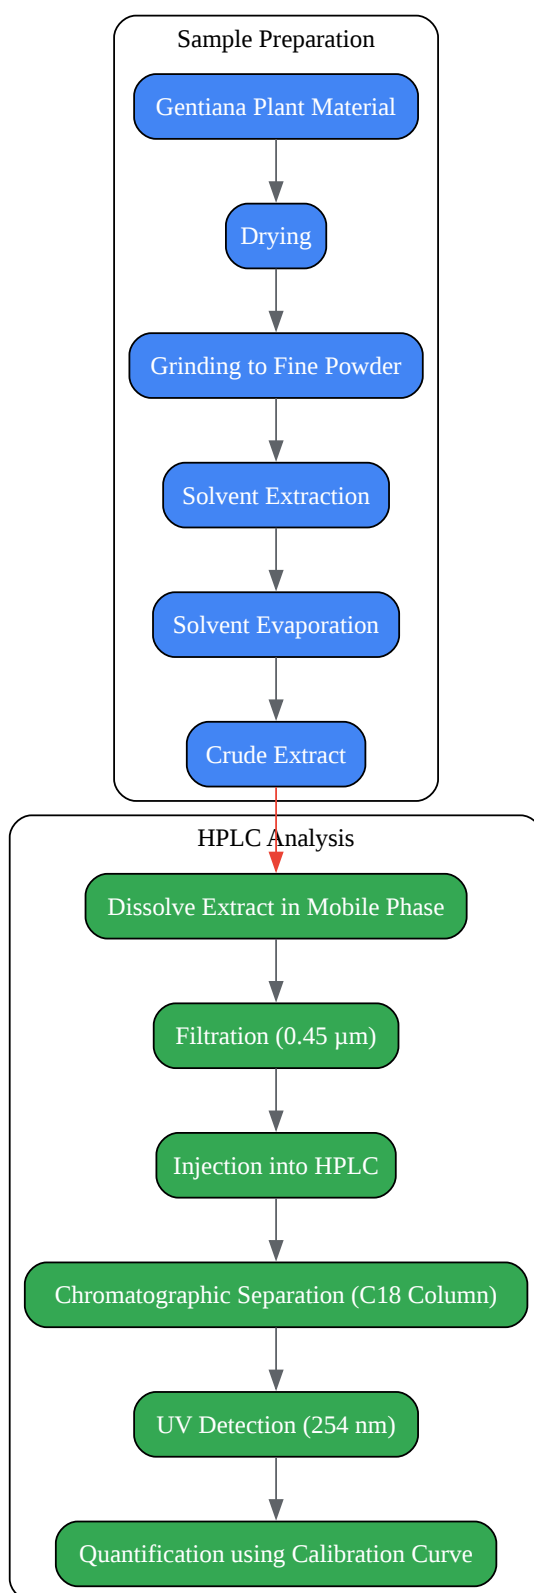 Sample Preparation
Gentiana Plant Material
Drying
Grinding to Fine Powder
Solvent Extraction
Solvent Evaporation
Crude Extract
HPLC Analysis
Dissolve Extract in Mobile Phase
Filtration (0.45 µm)
Injection into HPLC
Chromatographic Separation (C18 Column)
UV Detection (254 nm)
Quantification using Calibration Curve